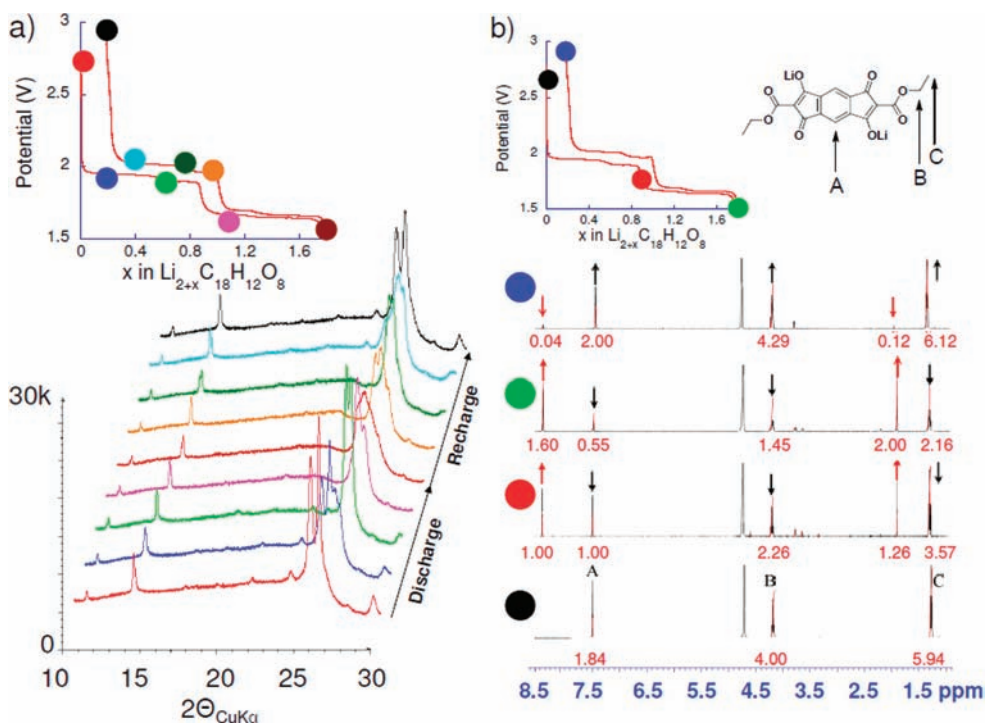 a)
Potential (V)
3
2.5
2
1.5
0
0.4
0.8
1.2
1.6
x in Li2+xC18H12O8
30k
0
10
15
20
25
30
2ΘCuKα
Discharge
Recharge
b)
Potential (V)
3
2.5
2
1.5
0
0.4
0.8
1.2
1.6
x in Li2+xC18H12O8
LiO
O
O
O
O
O
O
OLi
A
B
C
0.04 2.00 4.29 0.12 6.12
1.60 0.55 1.45 2.00 2.16
1.00 1.00 2.26 1.26 3.57
A B C
1.84 4.00 5.94
8.5 7.5 6.5 5.5 4.5 3.5 2.5 1.5 ppm